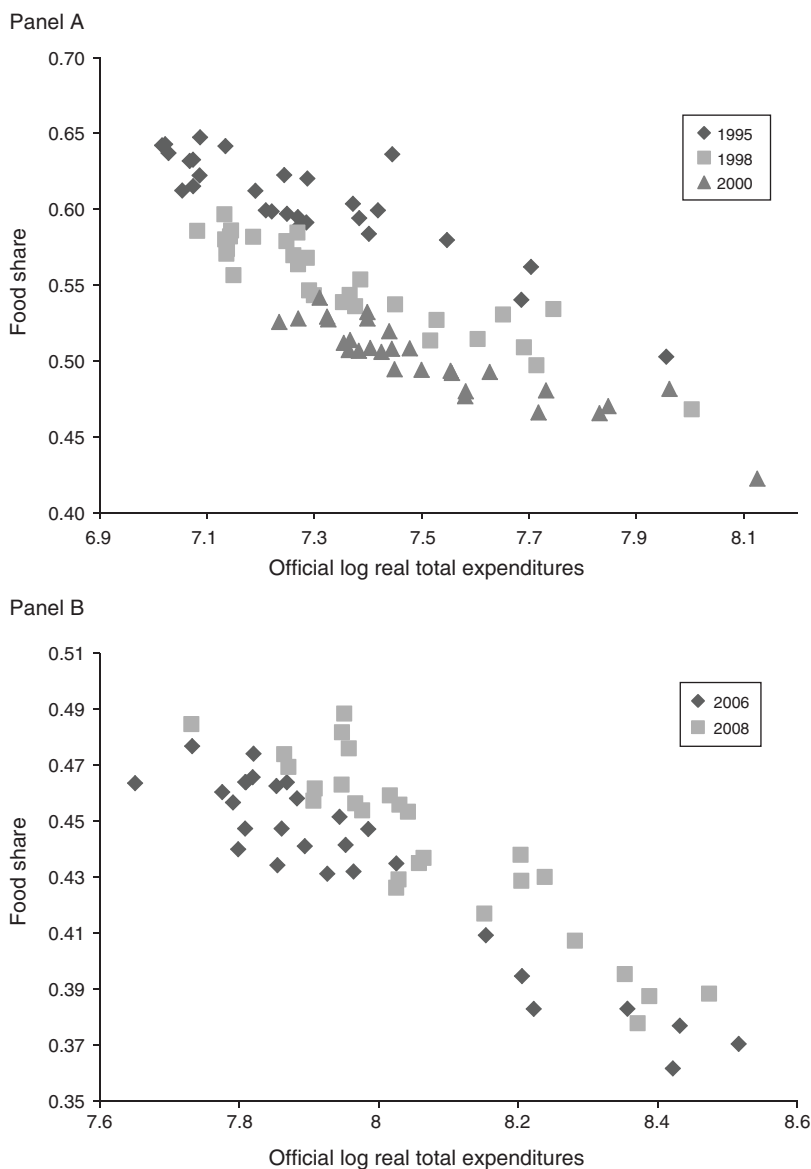 Panel A
0.70
0.65
0.60
0.55
0.50
0.45
0.40
Food share
1995
1998
2000
6.9 7.1 7.3 7.5 7.7 7.9 8.1
Official log real total expenditures
Panel B
0.51
0.49
0.47
0.45
0.43
0.41
0.39
0.37
0.35
Food share
2006
2008
7.6 7.8 8 8.2 8.4 8.6
Official log real total expenditures